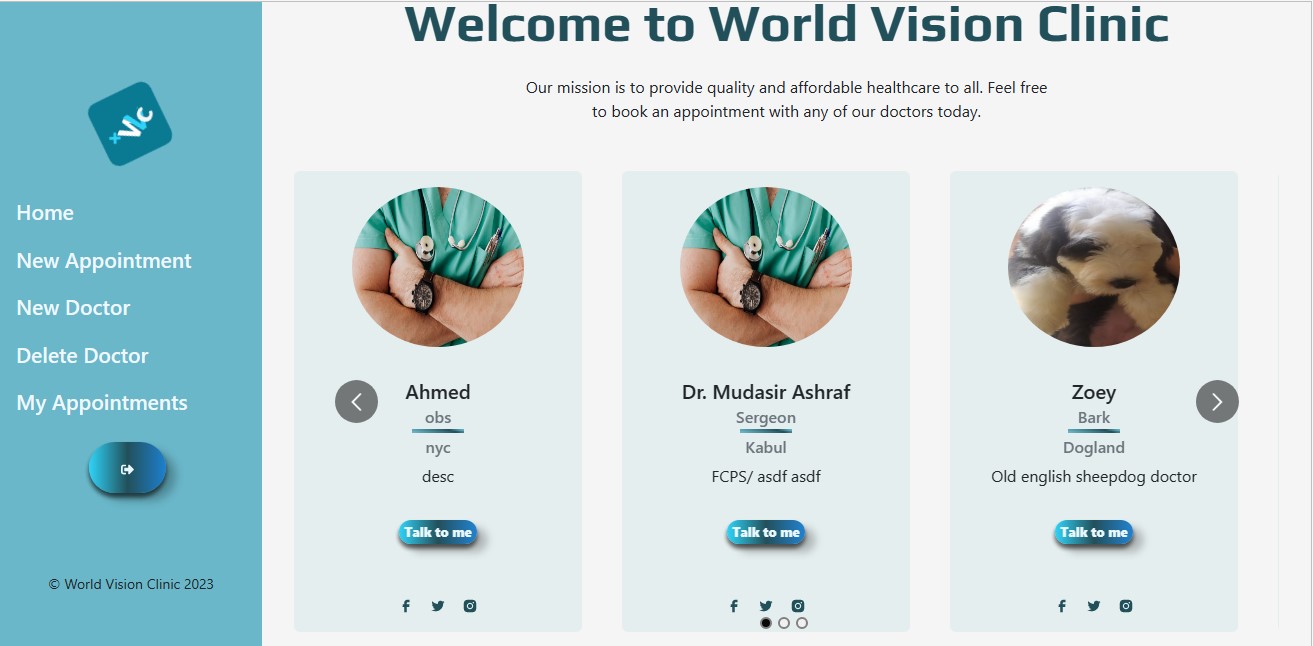 Welcome to World Vision Clinic
Our mission is to provide quality and affordable healthcare to all. Feel free
to book an appointment with any of our doctors today.
+Vlc
Home
New Appointment
New Doctor
Delete Doctor
My Appointments
© World Vision Clinic 2023
Ahmed
obs
nyc
desc
Talk to me
Dr. Mudasir Ashraf
Sergeon
Kabul
FCPS/ asdf asdf
Talk to me
Zoey
Bark
Dogland
Old english sheepdog doctor
Talk to me